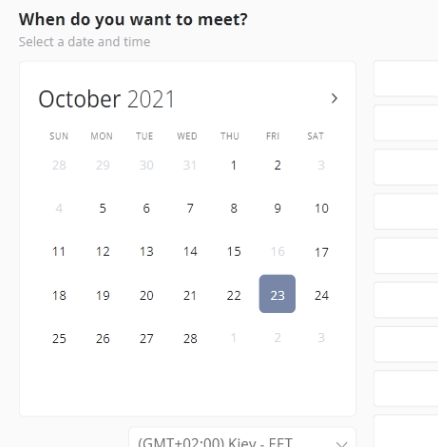 When do you want to meet?
Select a date and time
October 2021 >
SUN MON TUE WED THU FRI SAT
28 29 30 31 1 2 3
4 5 6 7 8 9 10
11 12 13 14 15 16 17
18 19 20 21 22 23 24
25 26 27 28 1 2 3
(GMT+02:00) Kiev - EET